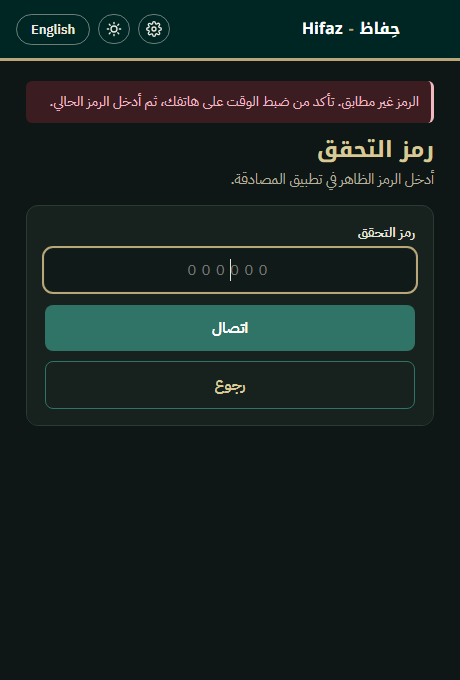 حِفاظ - Hifaz
English
الرمز غير مطابق. تأكد من ضبط الوقت على هاتفك، ثم أدخل الرمز الحالي.
رمز التحقق
أدخل الرمز الظاهر في تطبيق المصادقة.
رمز التحقق
000000
اتصال
رجوع